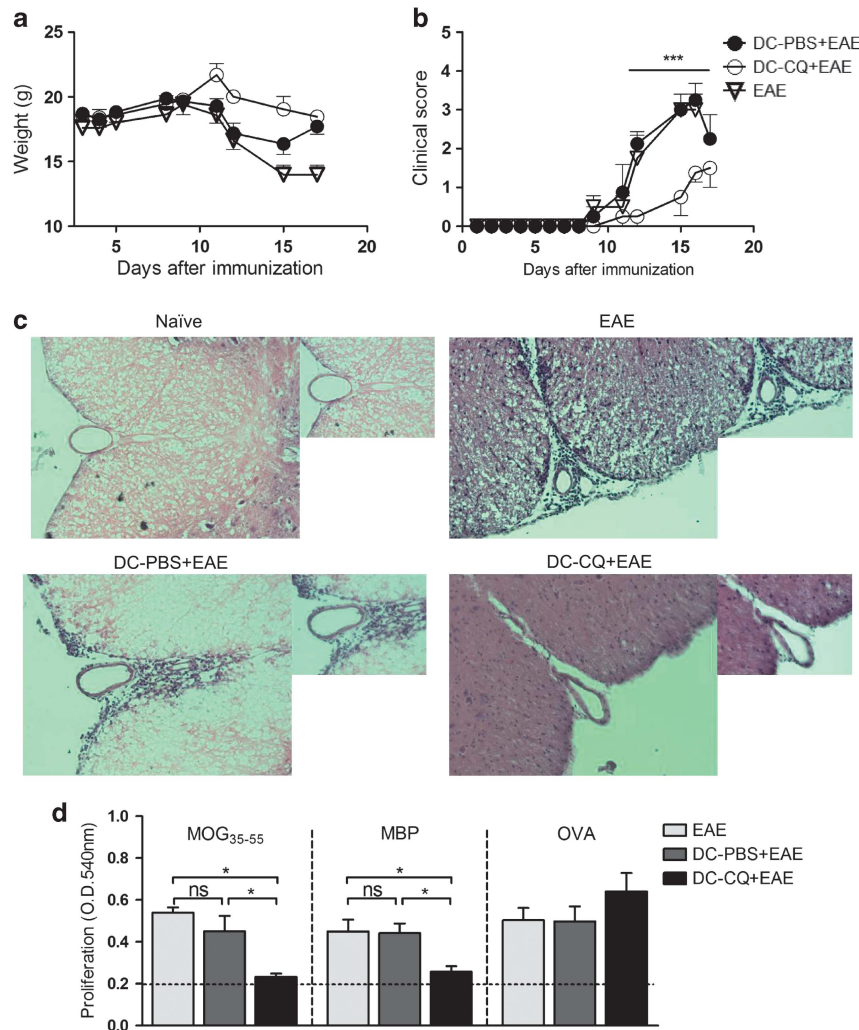 a
25
20
15
10
Weight (g)
5
10
15
20
Days after immunization
b
5
4
3
2
1
0
Clinical score
0
5
10
15
20
Days after immunization
***
DC-PBS+EAE
DC-CQ+EAE
EAE
c
Naïve
EAE
DC-PBS+EAE
DC-CQ+EAE
d
1.0
0.8
0.6
0.4
0.2
0.0
Proliferation (O.D.540nm)
MOG35-55
*
ns
*
MBP
*
ns
*
OVA
EAE
DC-PBS+EAE
DC-CQ+EAE